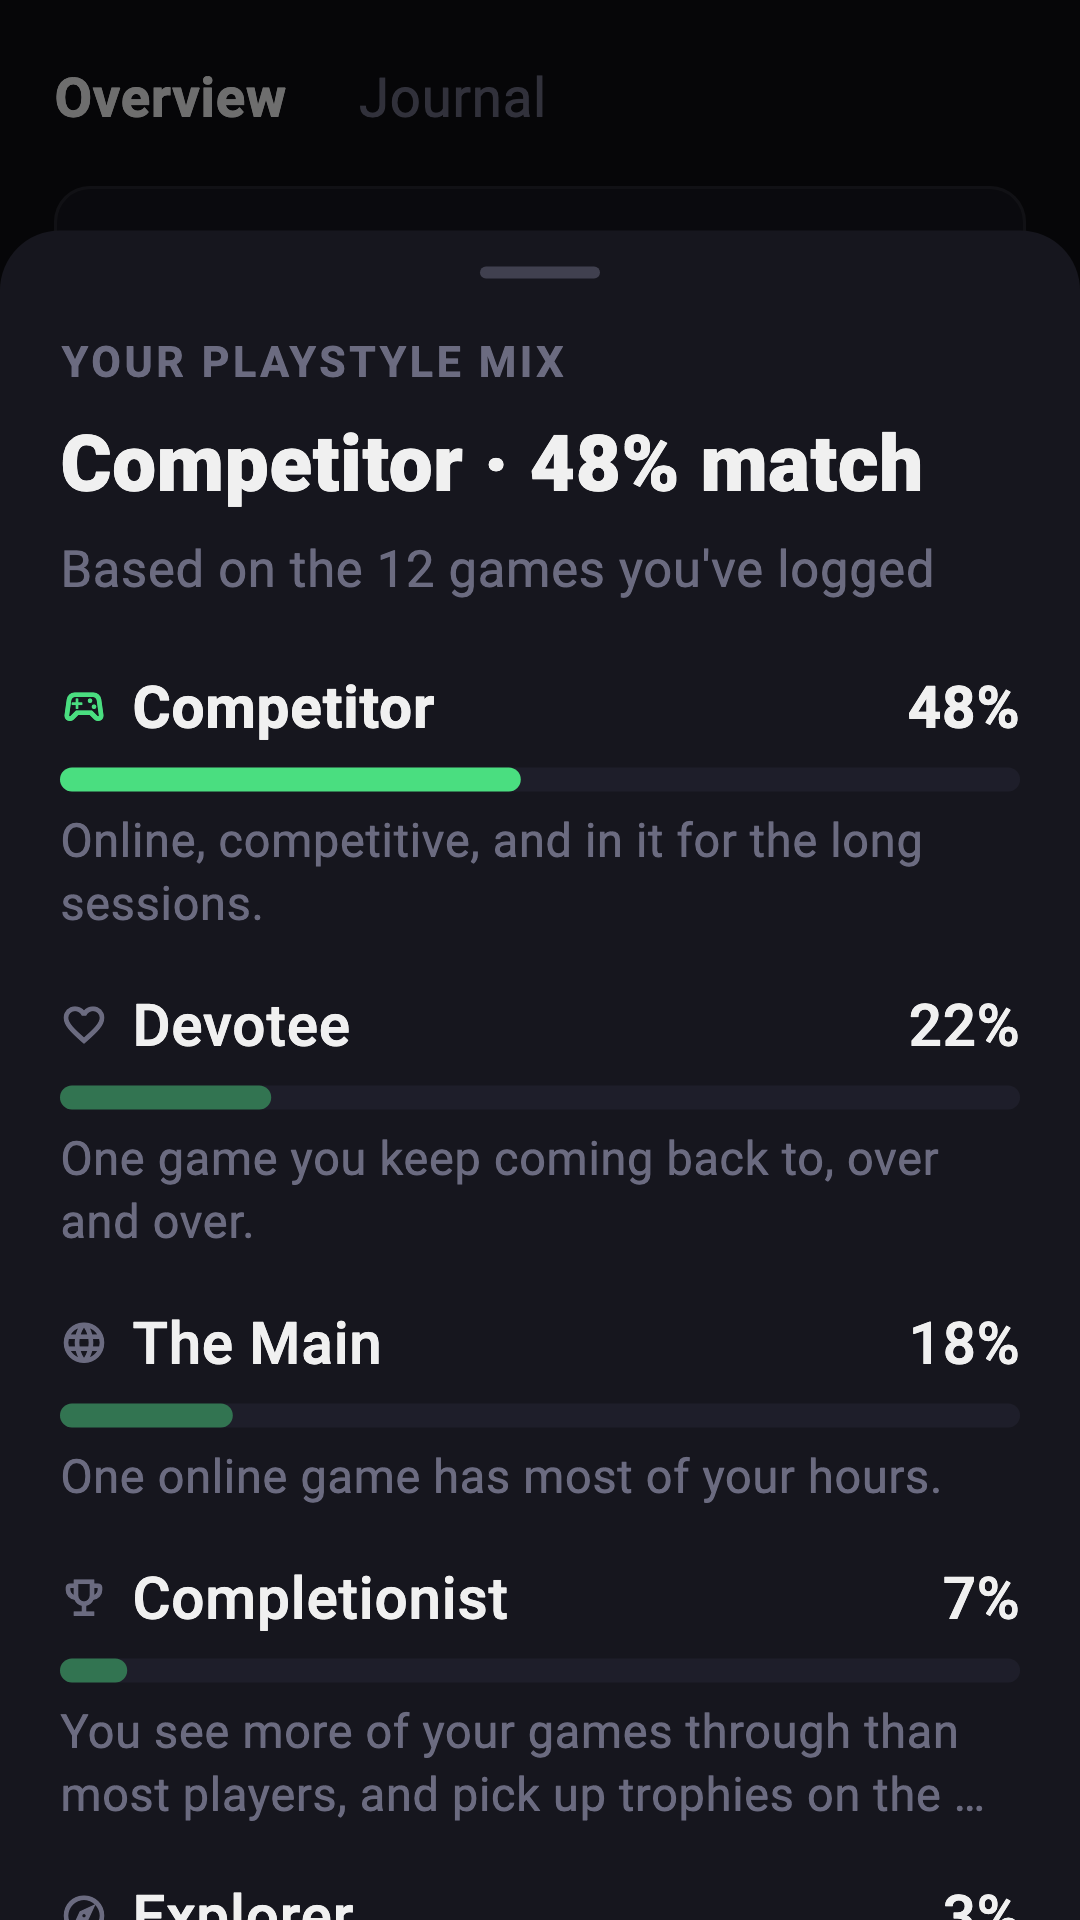 Overview
Journal
YOUR PLAYSTYLE MIX
Competitor · 48% match
Based on the 12 games you've logged
Competitor 48%
Online, competitive, and in it for the long
sessions.
Devotee 22%
One game you keep coming back to, over
and over.
The Main 18%
One online game has most of your hours.
Completionist 7%
You see more of your games through than
most players, and pick up trophies on the …
Explorer 3%